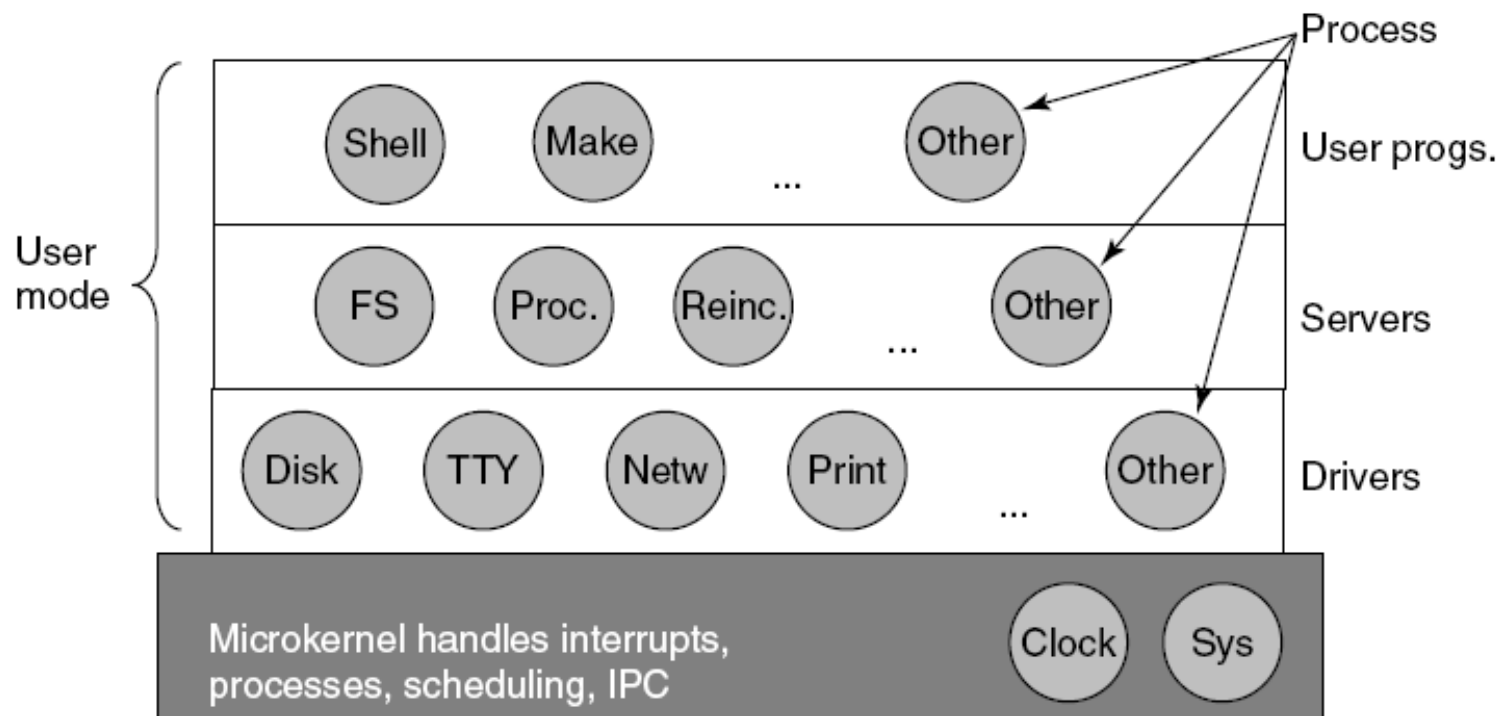 Process
Shell
Make
...
Other
User progs.
User
mode
FS
Proc.
Reinc.
...
Other
Servers
Disk
TTY
Netw
Print
...
Other
Drivers
Microkernel handles interrupts,
processes, scheduling, IPC
Clock
Sys